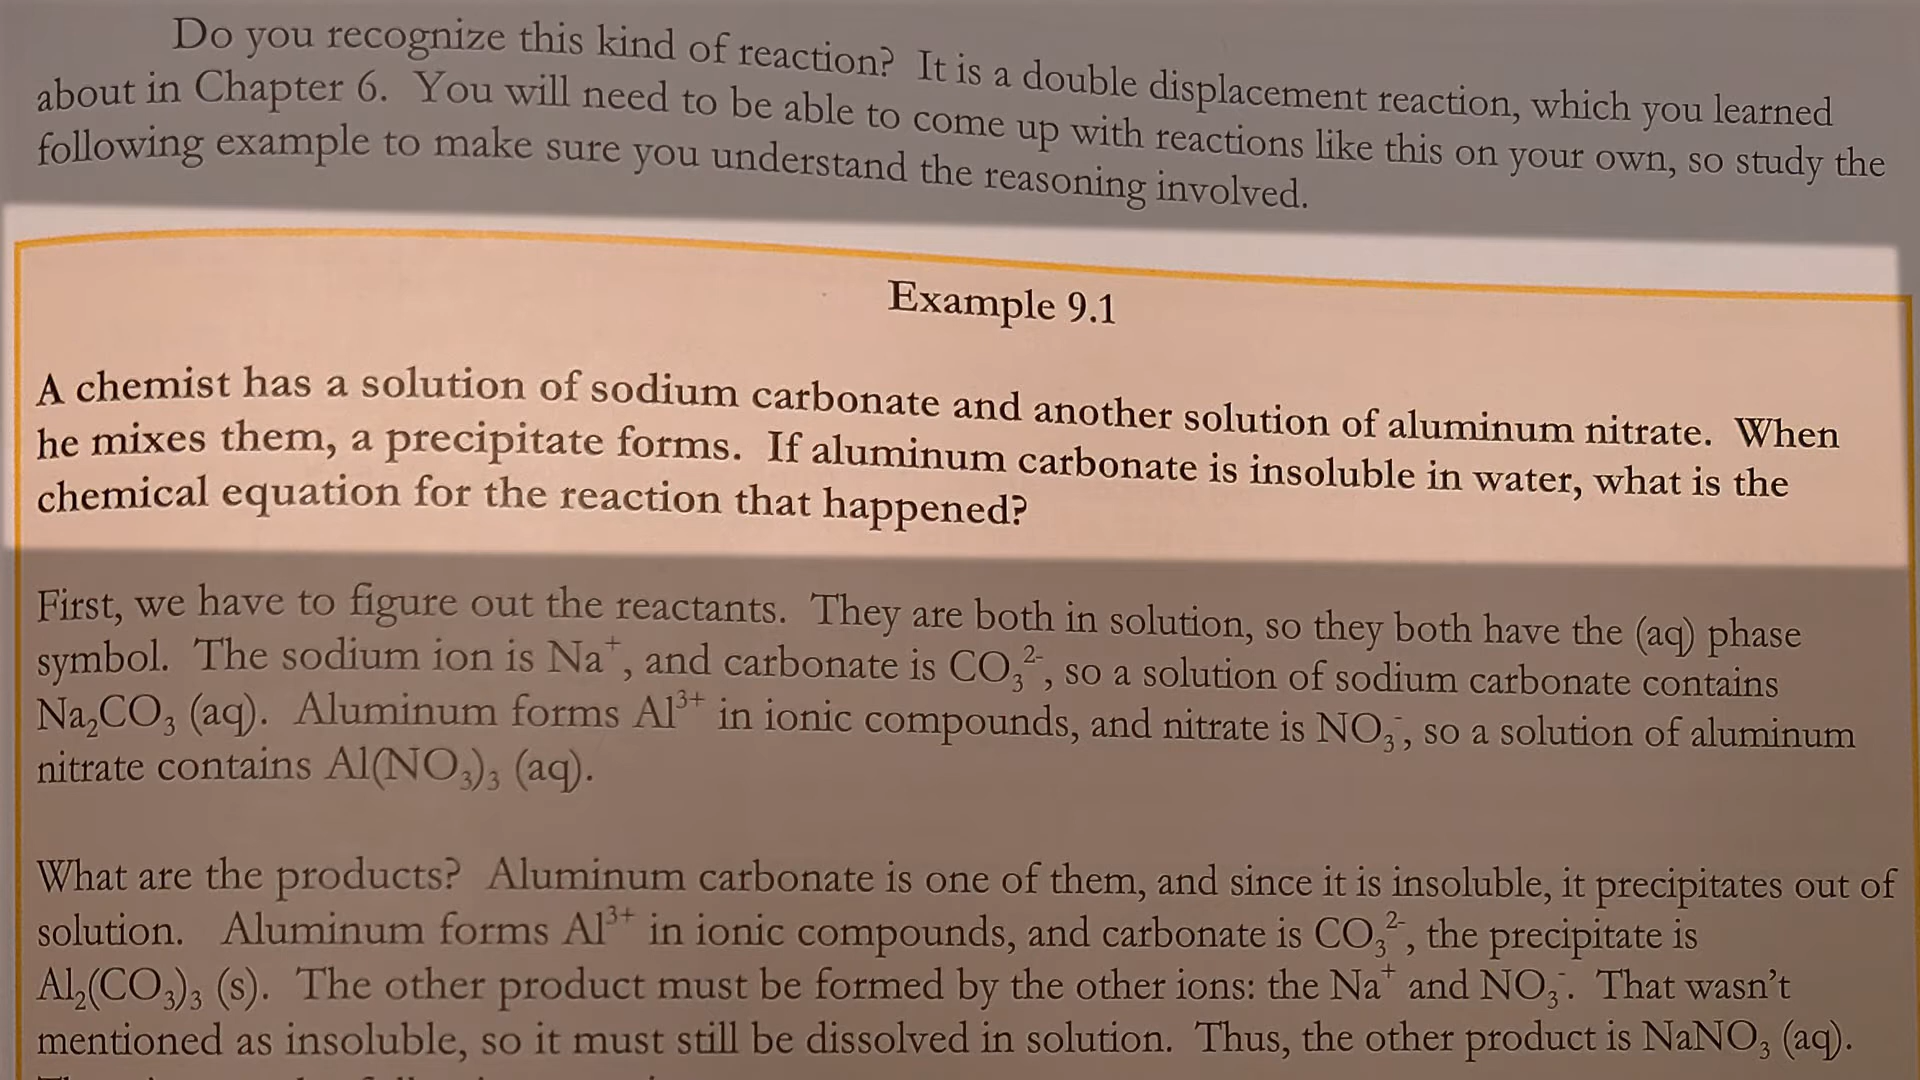 Do you recognize this kind of reaction? It is a double displacement reaction, which you learned
about in Chapter 6. You will need to be able to come up with reactions like this on your own, so study the
following example to make sure you understand the reasoning involved.
Example 9.1
A chemist has a solution of sodium carbonate and another solution of aluminum nitrate. When
he mixes them, a precipitate forms. If aluminum carbonate is insoluble in water, what is the
chemical equation for the reaction that happened?
First, we have to figure out the reactants. They are both in solution, so they both have the (aq) phase
symbol. The sodium ion is Na⁺, and carbonate is CO₃²⁻, so a solution of sodium carbonate contains
Na₂CO₃ (aq). Aluminum forms Al³⁺ in ionic compounds, and nitrate is NO₃⁻, so a solution of aluminum
nitrate contains Al(NO₃)₃ (aq).
What are the products? Aluminum carbonate is one of them, and since it is insoluble, it precipitates out of
solution. Aluminum forms Al³⁺ in ionic compounds, and carbonate is CO₃²⁻, the precipitate is
Al₂(CO₃)₃ (s). The other product must be formed by the other ions: the Na⁺ and NO₃⁻. That wasn't
mentioned as insoluble, so it must still be dissolved in solution. Thus, the other product is NaNO₃ (aq).